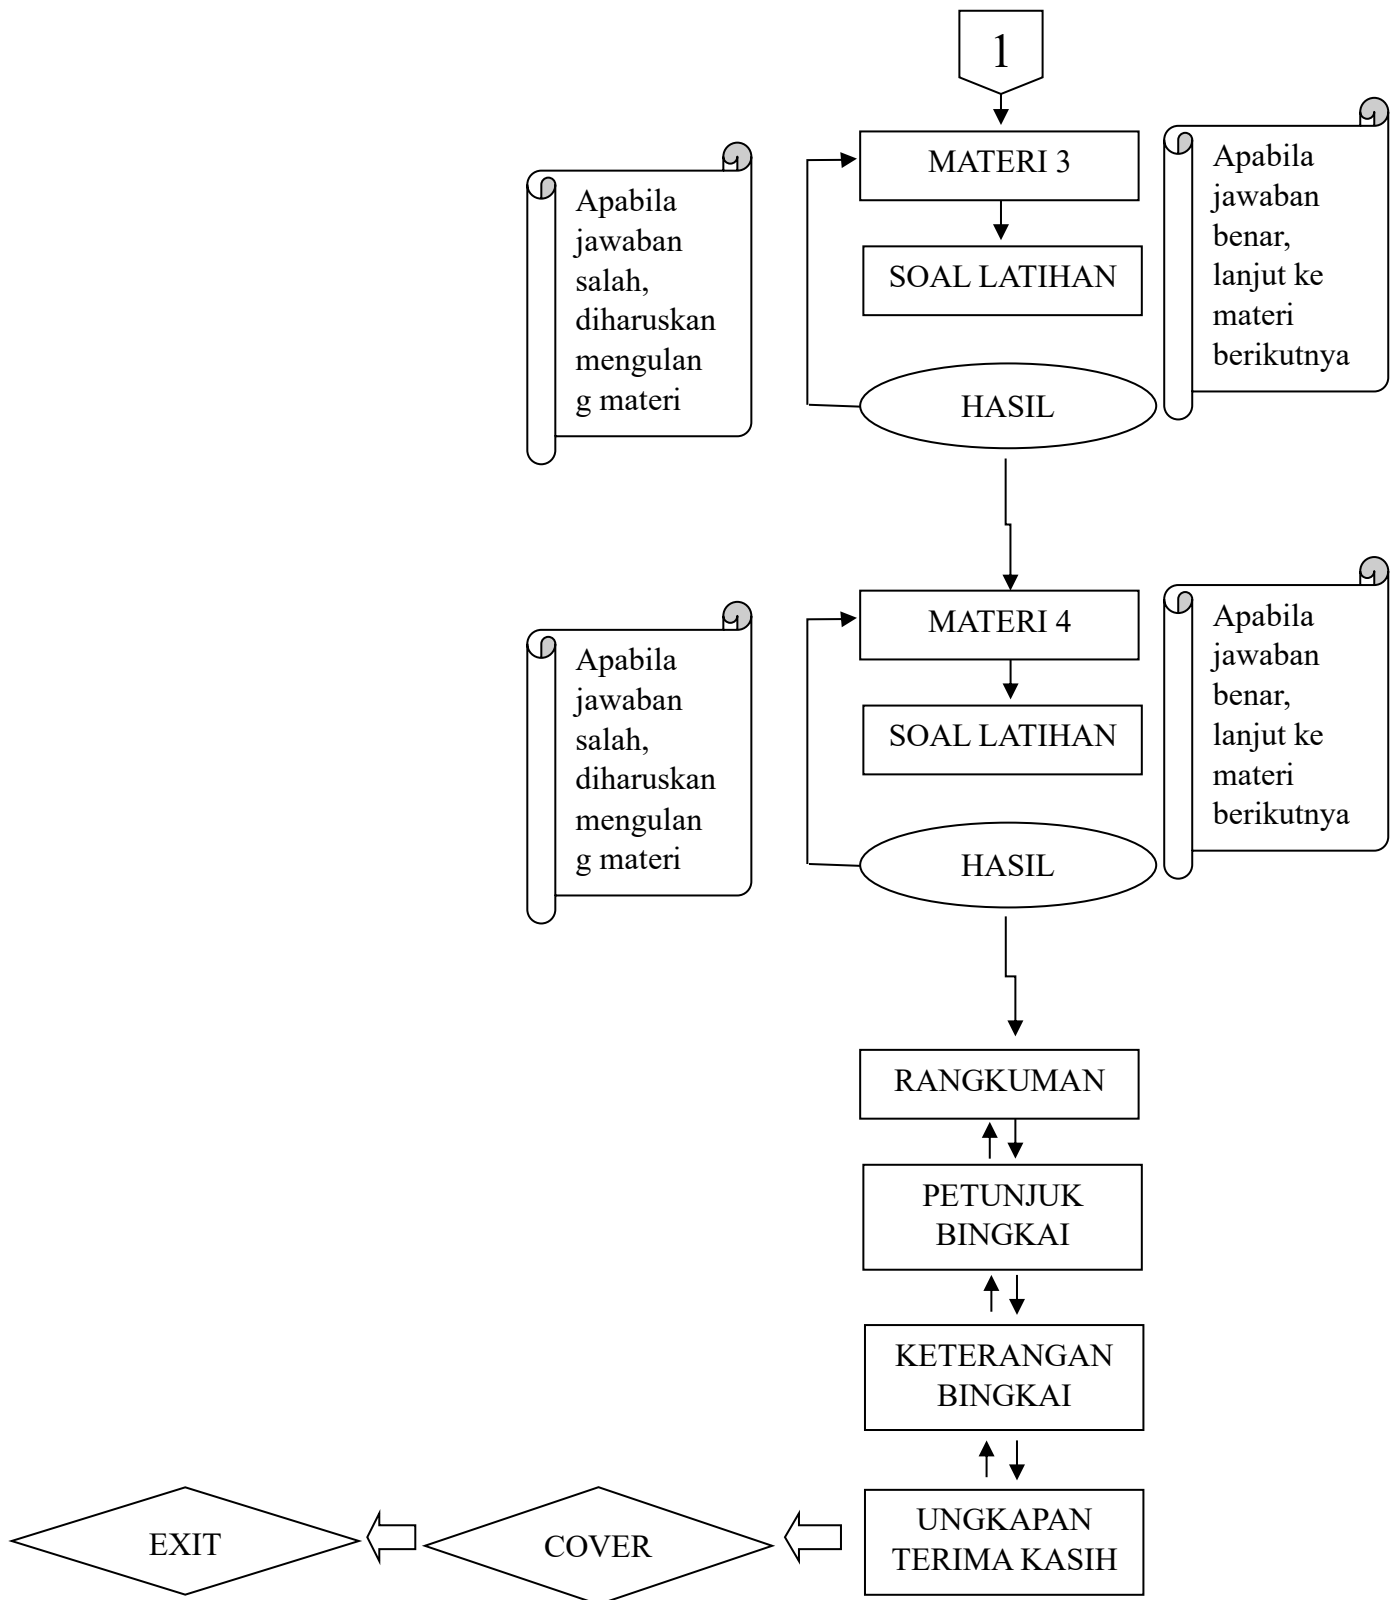 1
MATERI 3
Apabila
jawaban
benar,
lanjut ke
materi
berikutnya
Apabila
jawaban
salah,
diharuskan
mengulan
g materi
SOAL LATIHAN
HASIL
MATERI 4
Apabila
jawaban
benar,
lanjut ke
materi
berikutnya
Apabila
jawaban
salah,
diharuskan
mengulan
g materi
SOAL LATIHAN
HASIL
RANGKUMAN
PETUNJUK
BINGKAI
KETERANGAN
BINGKAI
UNGKAPAN
TERIMA KASIH
COVER
EXIT